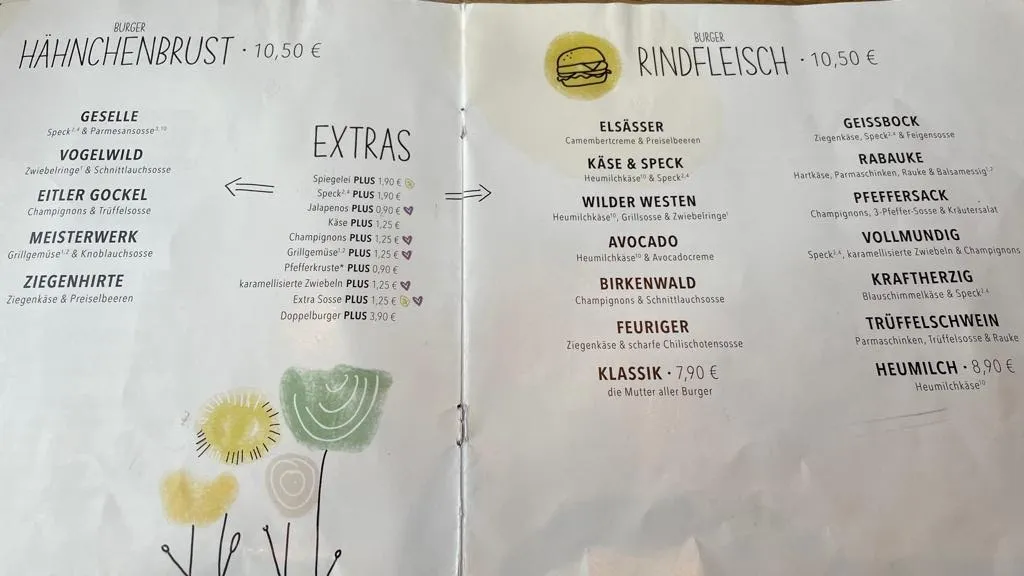 BURGER
HÄHNCHENBRUST · 10,50 €
GESELLE
Speck²,⁴ & Parmesansosse³,¹⁰
VOGELWILD
Zwiebelringe¹ & Schnittlauchsosse
EITLER GOCKEL
Champignons & Trüffelsosse
MEISTERWERK
Grillgemüse¹,² & Knoblauchsosse
ZIEGENHIRTE
Ziegenkäse & Preiselbeeren
EXTRAS
Spiegelei PLUS 1,90 €
Speck²,⁴ PLUS 1,90 €
Jalapenos PLUS 0,90 €
Käse PLUS 1,25 €
Champignons PLUS 1,25 €
Grillgemüse¹,² PLUS 1,25 €
Pfefferkruste* PLUS 0,90 €
karamellisierte Zwiebeln PLUS 1,25 €
Extra Sosse PLUS 1,25 €
Doppelburger PLUS 3,90 €
BURGER
RINDFLEISCH · 10,50 €
ELSÄSSER
Camembertcreme & Preiselbeeren
KÄSE & SPECK
Heumilchkäse¹⁰ & Speck²,⁴
WILDER WESTEN
Heumilchkäse¹⁰, Grillsosse & Zwiebelringe¹
AVOCADO
Heumilchkäse¹⁰ & Avocadocreme
BIRKENWALD
Champignons & Schnittlauchsosse
FEURIGER
Ziegenkäse & scharfe Chilischotensosse
KLASSIK · 7,90 €
die Mutter aller Burger
GEISSBOCK
Ziegenkäse, Speck²,⁴ & Feigensosse
RABAUKE
Hartkäse, Parmaschinken, Rauke & Balsamessig¹,²
PFEFFERSACK
Champignons, 3-Pfeffer-Sosse & Kräutersalat
VOLLMUNDIG
Speck²,⁴, karamellisierte Zwiebeln & Champignons
KRAFTHERZIG
Blauschimmelkäse & Speck²,⁴
TRÜFFELSCHWEIN
Parmaschinken, Trüffelsosse & Rauke
HEUMILCH · 8,90 €
Heumilchkäse¹⁰